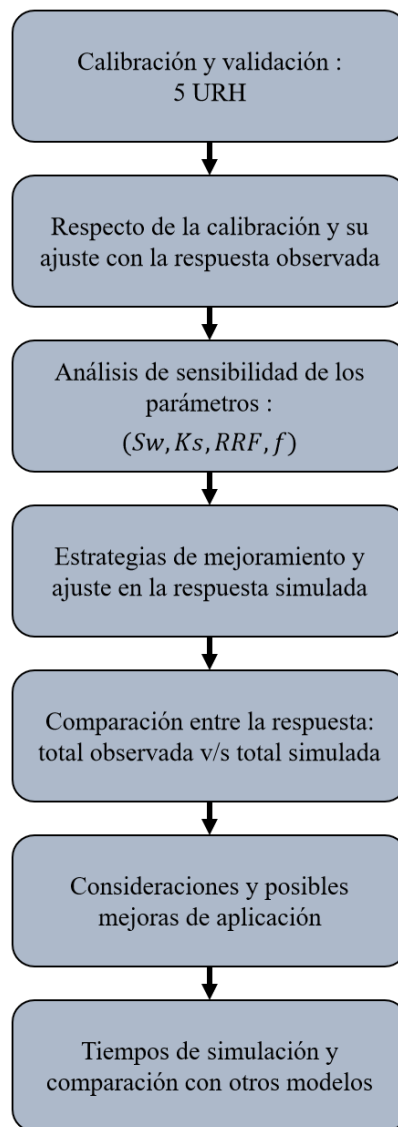 Calibración y validación :
5 URH
Respecto de la calibración y su
ajuste con la respuesta observada
Análisis de sensibilidad de los
parámetros :
(Sw, Ks, RRF, f)
Estrategias de mejoramiento y
ajuste en la respuesta simulada
Comparación entre la respuesta:
total observada v/s total simulada
Consideraciones y posibles
mejoras de aplicación
Tiempos de simulación y
comparación con otros modelos